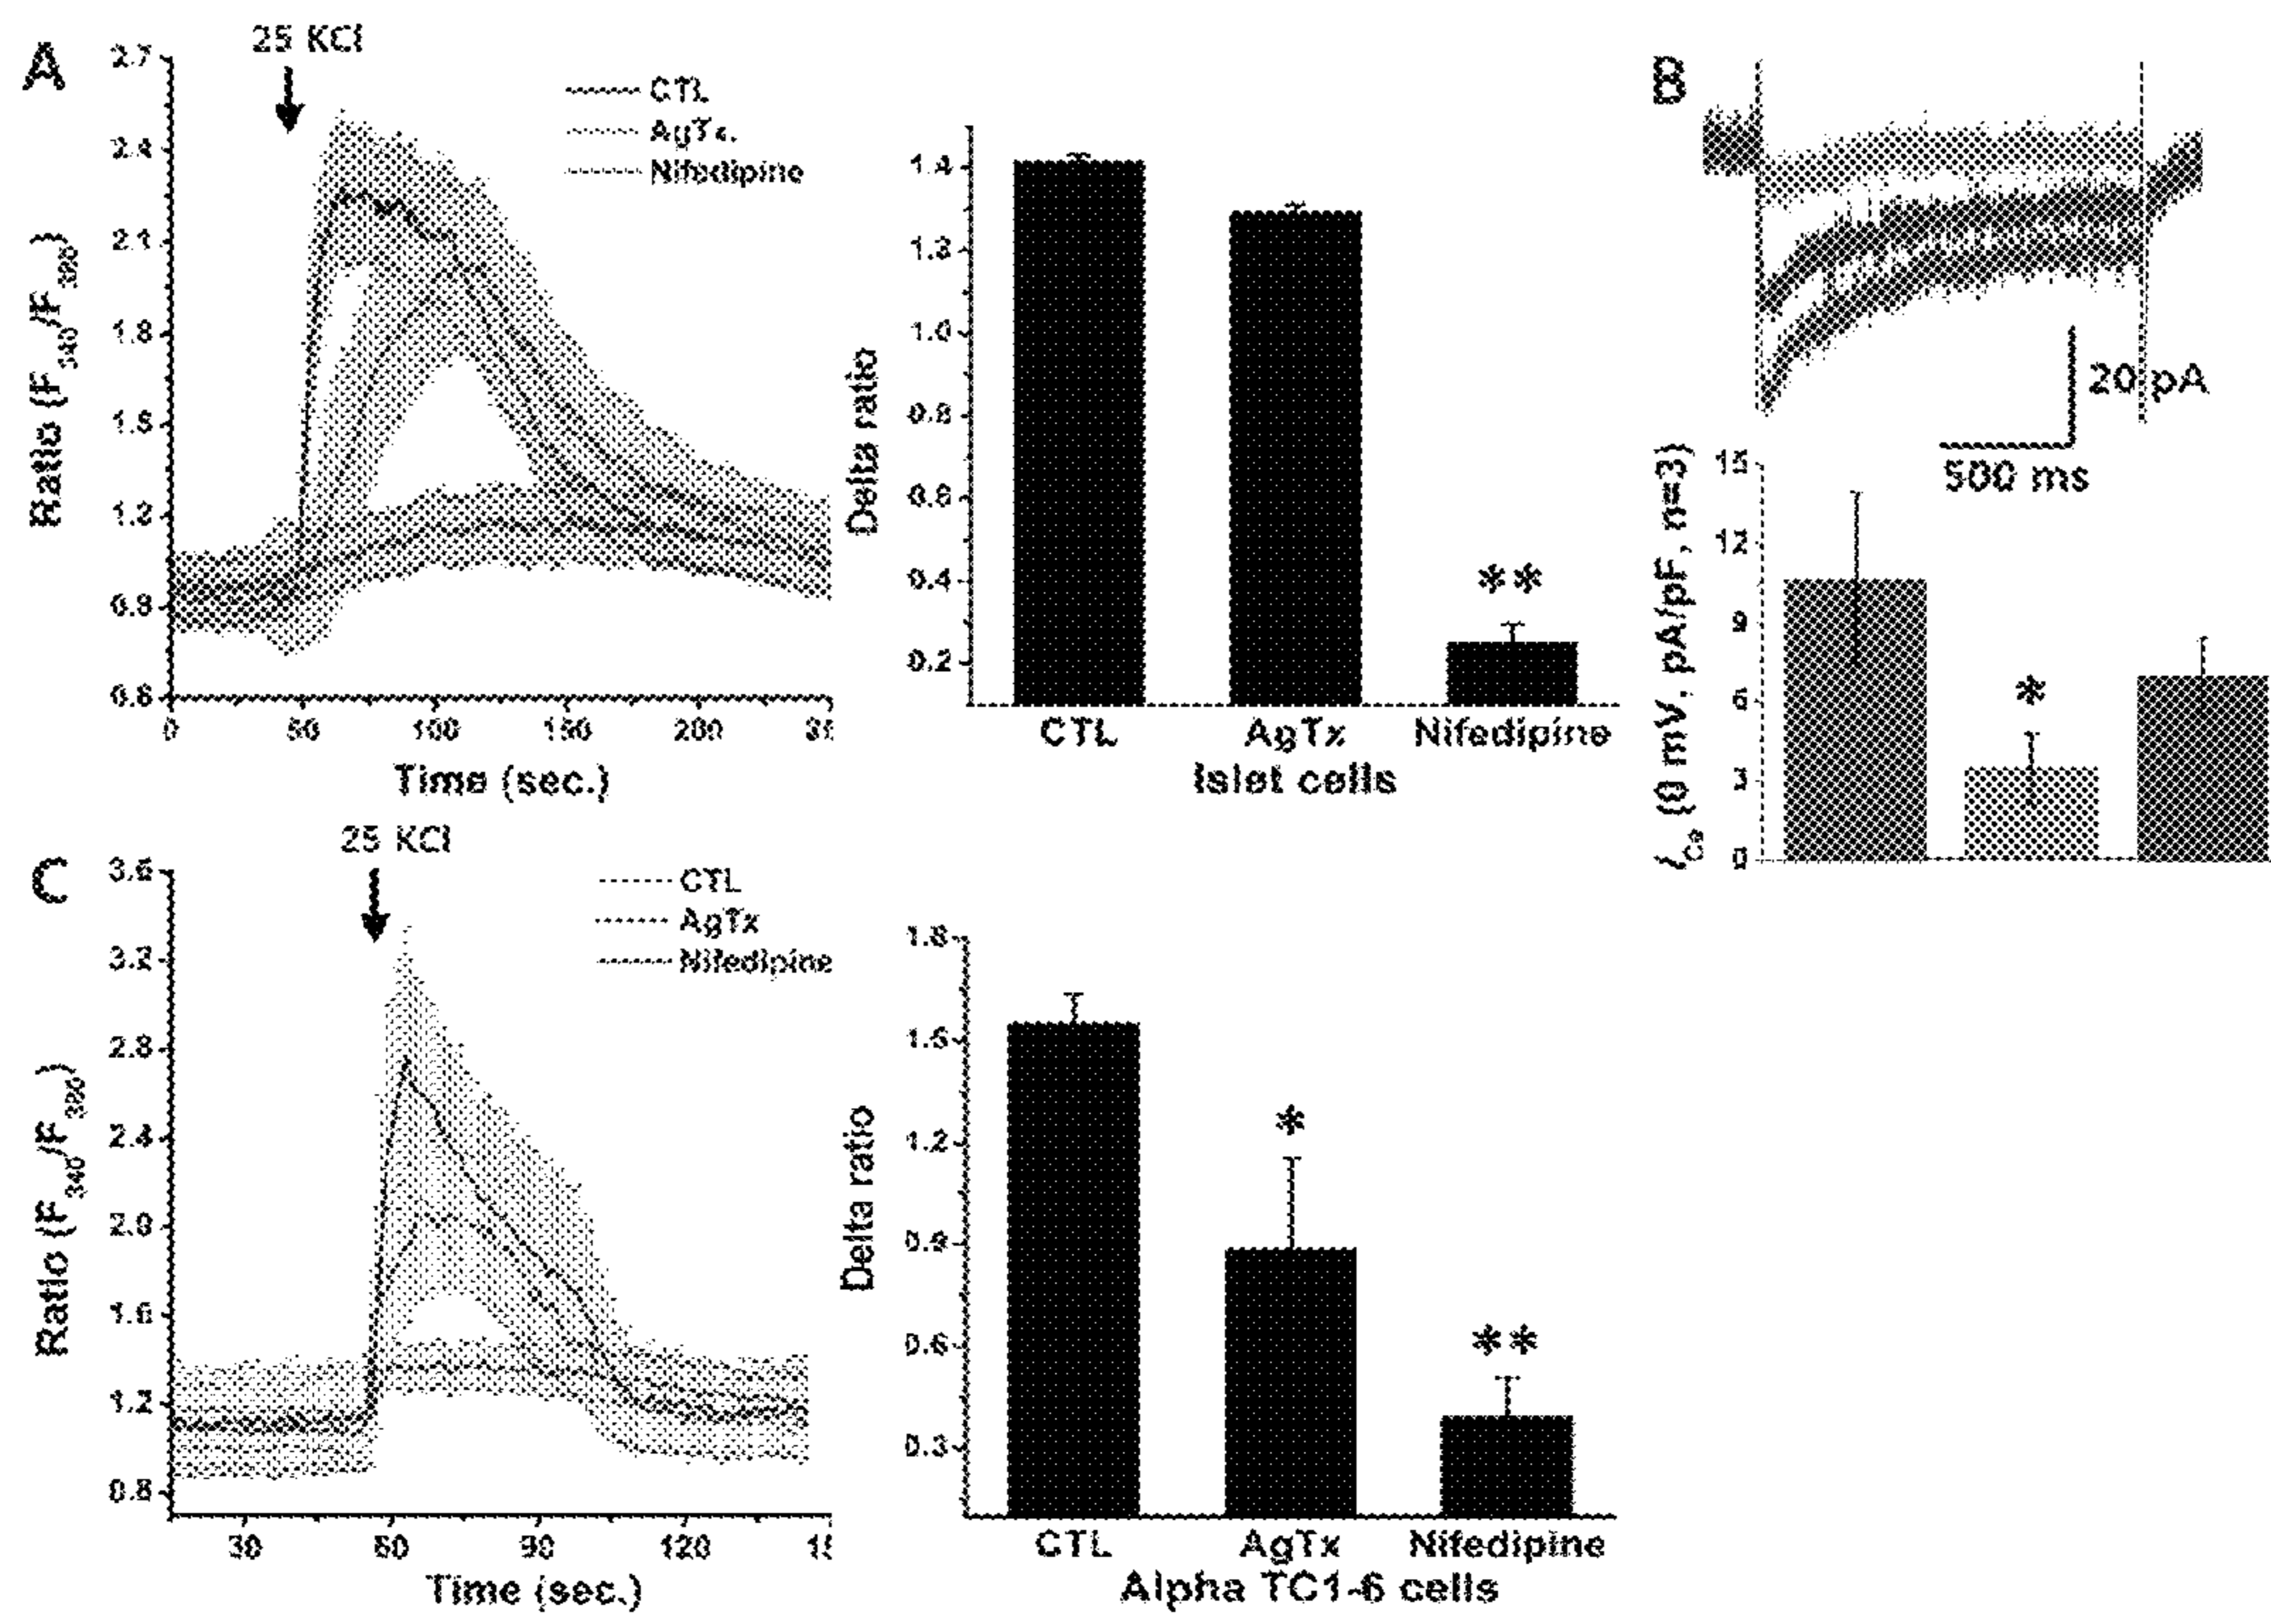 A
25 KCl
CTL
AgTx
Nifedipine
2.7
2.4
2.1
1.8
1.5
1.2
0.9
0.6
Ratio (F340/F380)
0
50
100
150
200
Time (sec.)
1.4
1.0
0.8
0.6
0.4
0.2
Delta ratio
**
CTL
AgTx
Nifedipine
Islet cells
B
20 pA
500 ms
15
12
9
6
3
0
ICa (0 mV, pA/pF, n=3)
*
C
25 KCl
CTL
AgTx
Nifedipine
3.6
3.2
2.8
2.4
2.0
1.6
1.2
0.8
Ratio (F340/F380)
30
60
90
120
Time (sec.)
1.8
1.5
1.2
0.9
0.6
0.3
Delta ratio
*
**
CTL
AgTx
Nifedipine
Alpha TC1-6 cells